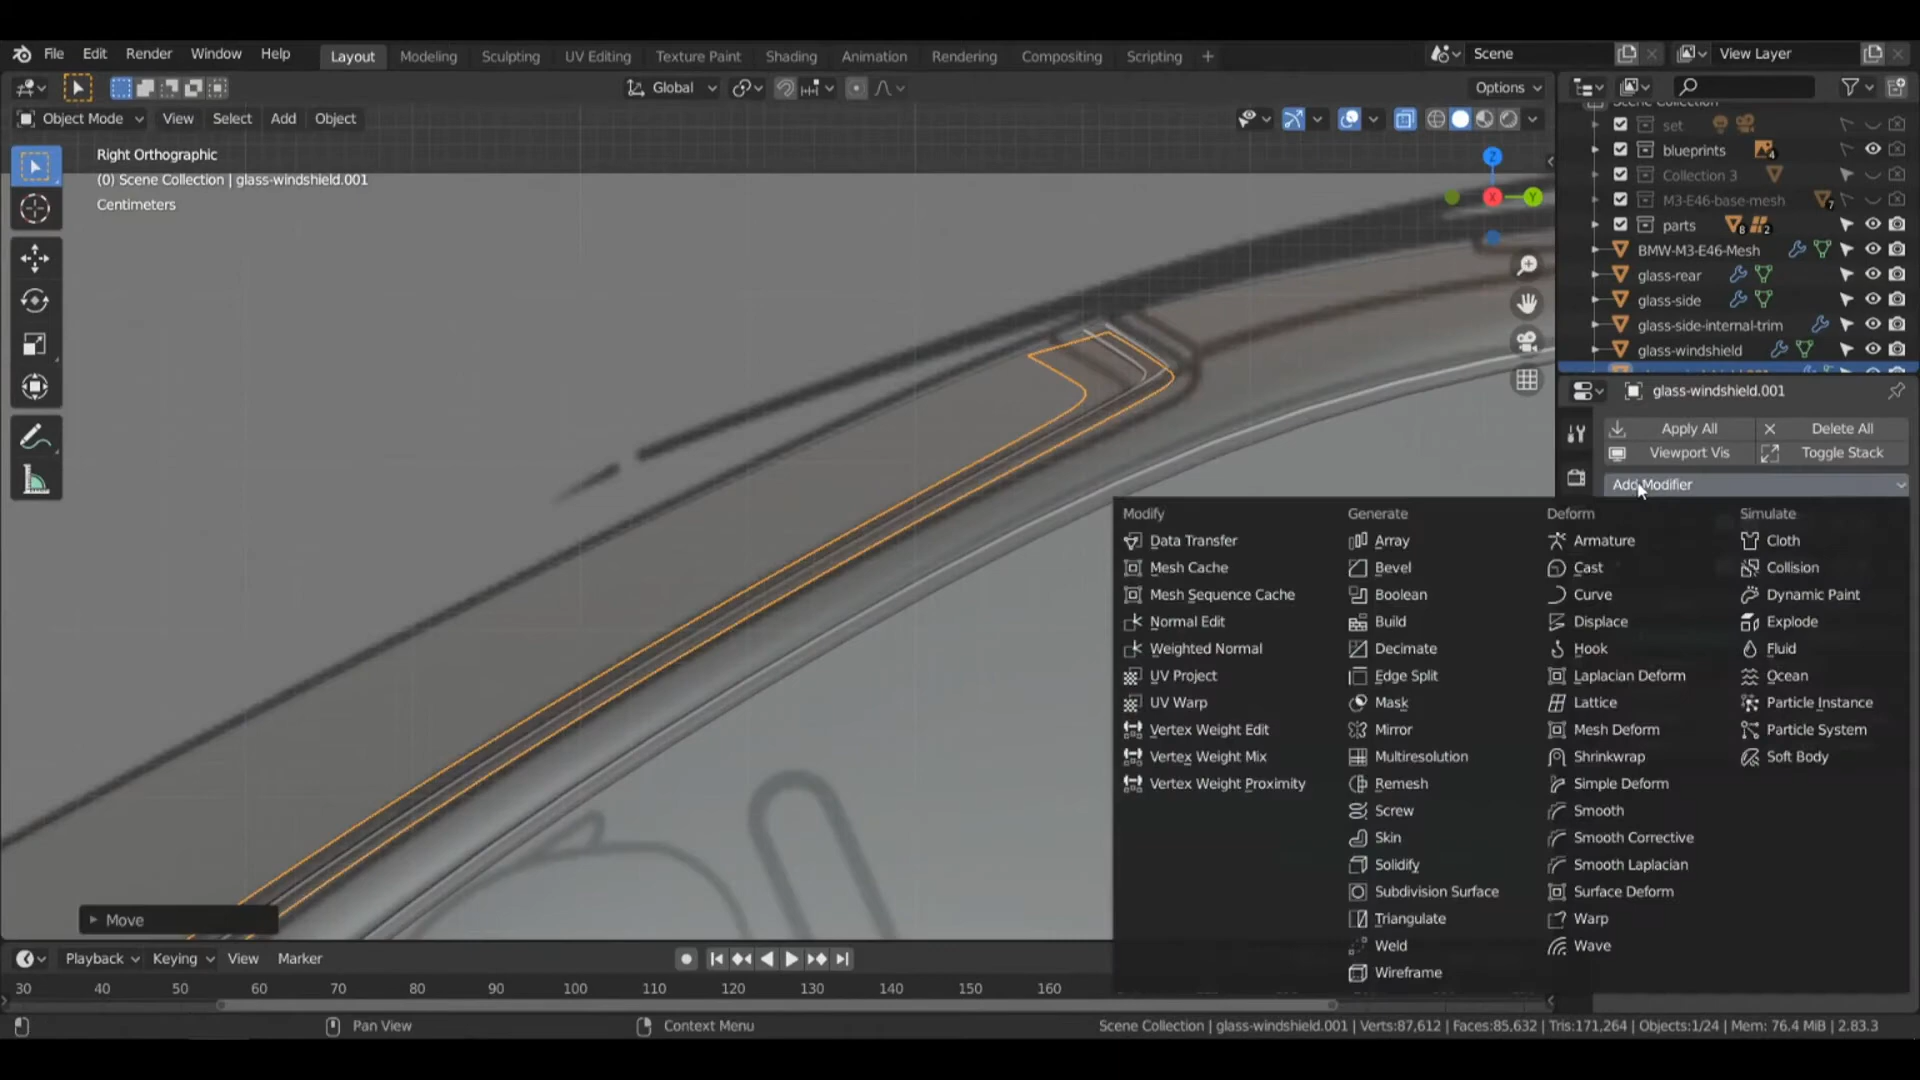 File Edit Render Window Help Layout Modeling Sculpting UV Editing Texture Paint Shading Animation Rendering Compositing Scripting + Scene View Layer
Global Options
Object Mode View Select Add Object
Right Orthographic
(0) Scene Collection | glass-windshield.001
Centimeters
Z
X
Y
Scene Collection
set
blueprints 4
Collection 3
M3-E46-base-mesh 7
parts 8 2
BMW-M3-E46-Mesh
glass-rear
glass-side
glass-side-internal-trim
glass-windshield
glass-windshield.001
Apply All Delete All
Viewport Vis Toggle Stack
Add Modifier
Modify
Data Transfer
Mesh Cache
Mesh Sequence Cache
Normal Edit
Weighted Normal
UV Project
UV Warp
Vertex Weight Edit
Vertex Weight Mix
Vertex Weight Proximity
Generate
Array
Bevel
Boolean
Build
Decimate
Edge Split
Mask
Mirror
Multiresolution
Remesh
Screw
Skin
Solidify
Subdivision Surface
Triangulate
Weld
Wireframe
Deform
Armature
Cast
Curve
Displace
Hook
Laplacian Deform
Lattice
Mesh Deform
Shrinkwrap
Simple Deform
Smooth
Smooth Corrective
Smooth Laplacian
Surface Deform
Warp
Wave
Simulate
Cloth
Collision
Dynamic Paint
Explode
Fluid
Ocean
Particle Instance
Particle System
Soft Body
Move
Playback Keying View Marker
30 40 50 60 70 80 90 100 110 120 130 140 150 160
Pan View Context Menu Scene Collection | glass-windshield.001 | Verts:87,612 | Faces:85,632 | Tris:171,264 | Objects:1/24 | Mem: 76.4 MiB | 2.83.3